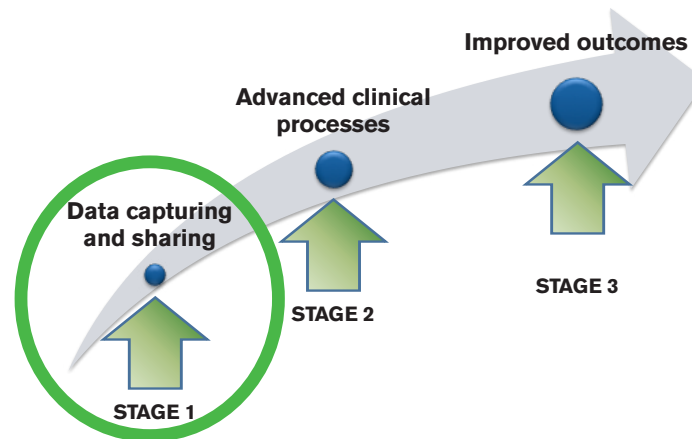 Improved outcomes
Advanced clinical
processes
Data capturing
and sharing
STAGE 3
STAGE 2
STAGE 1